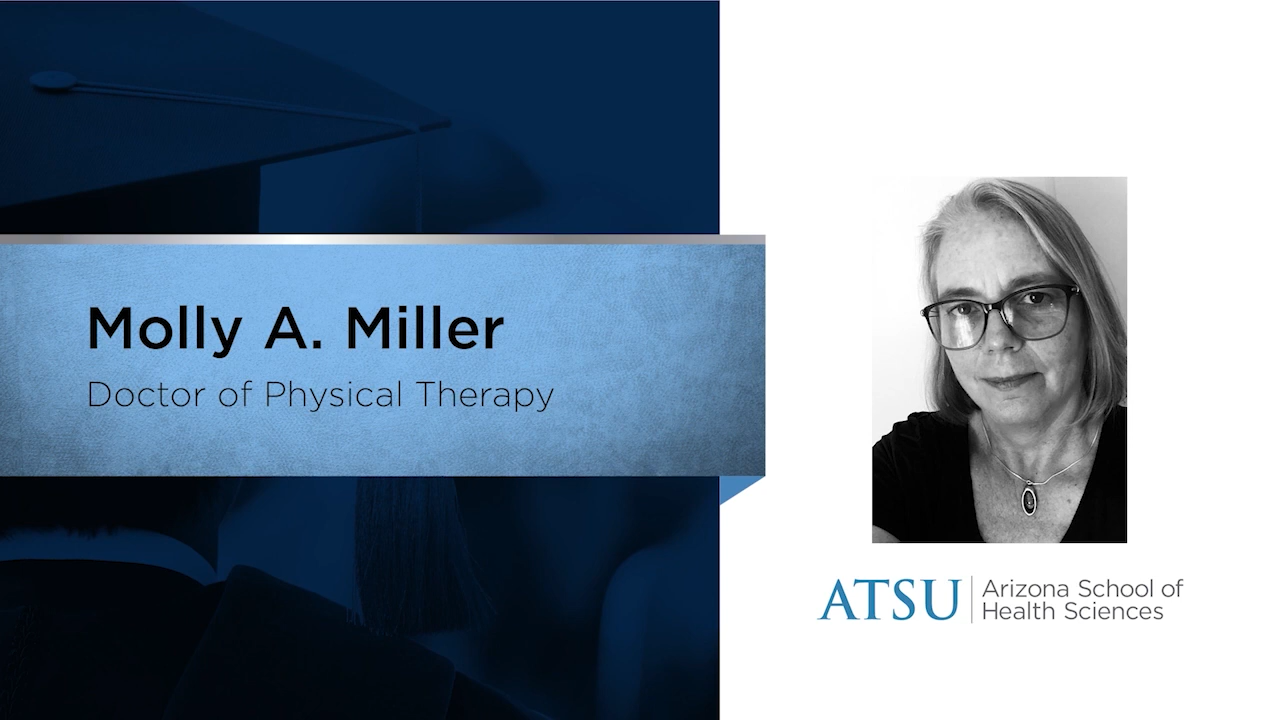 Molly A. Miller
Doctor of Physical Therapy
ATSU
Arizona School of
Health Sciences